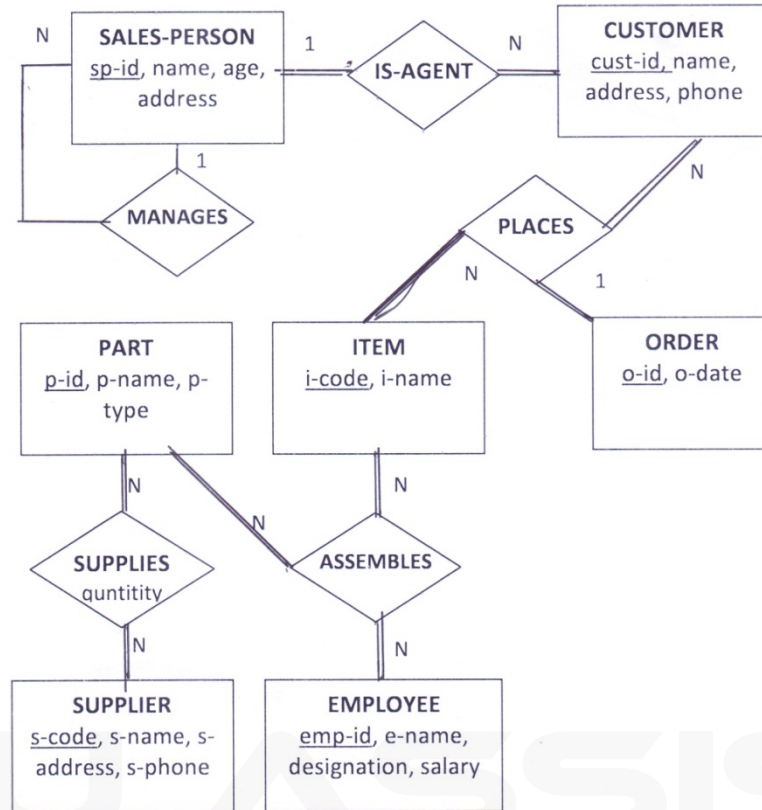 N
SALES-PERSON
sp-id, name, age,
address
1
IS-AGENT
N
CUSTOMER
cust-id, name,
address, phone
1
MANAGES
N
PLACES
N
1
PART
p-id, p-name, p-
type
ITEM
i-code, i-name
ORDER
o-id, o-date
N
N
N
SUPPLIES
quntitity
ASSEMBLES
N
N
SUPPLIER
s-code, s-name, s-
address, s-phone
EMPLOYEE
emp-id, e-name,
designation, salary